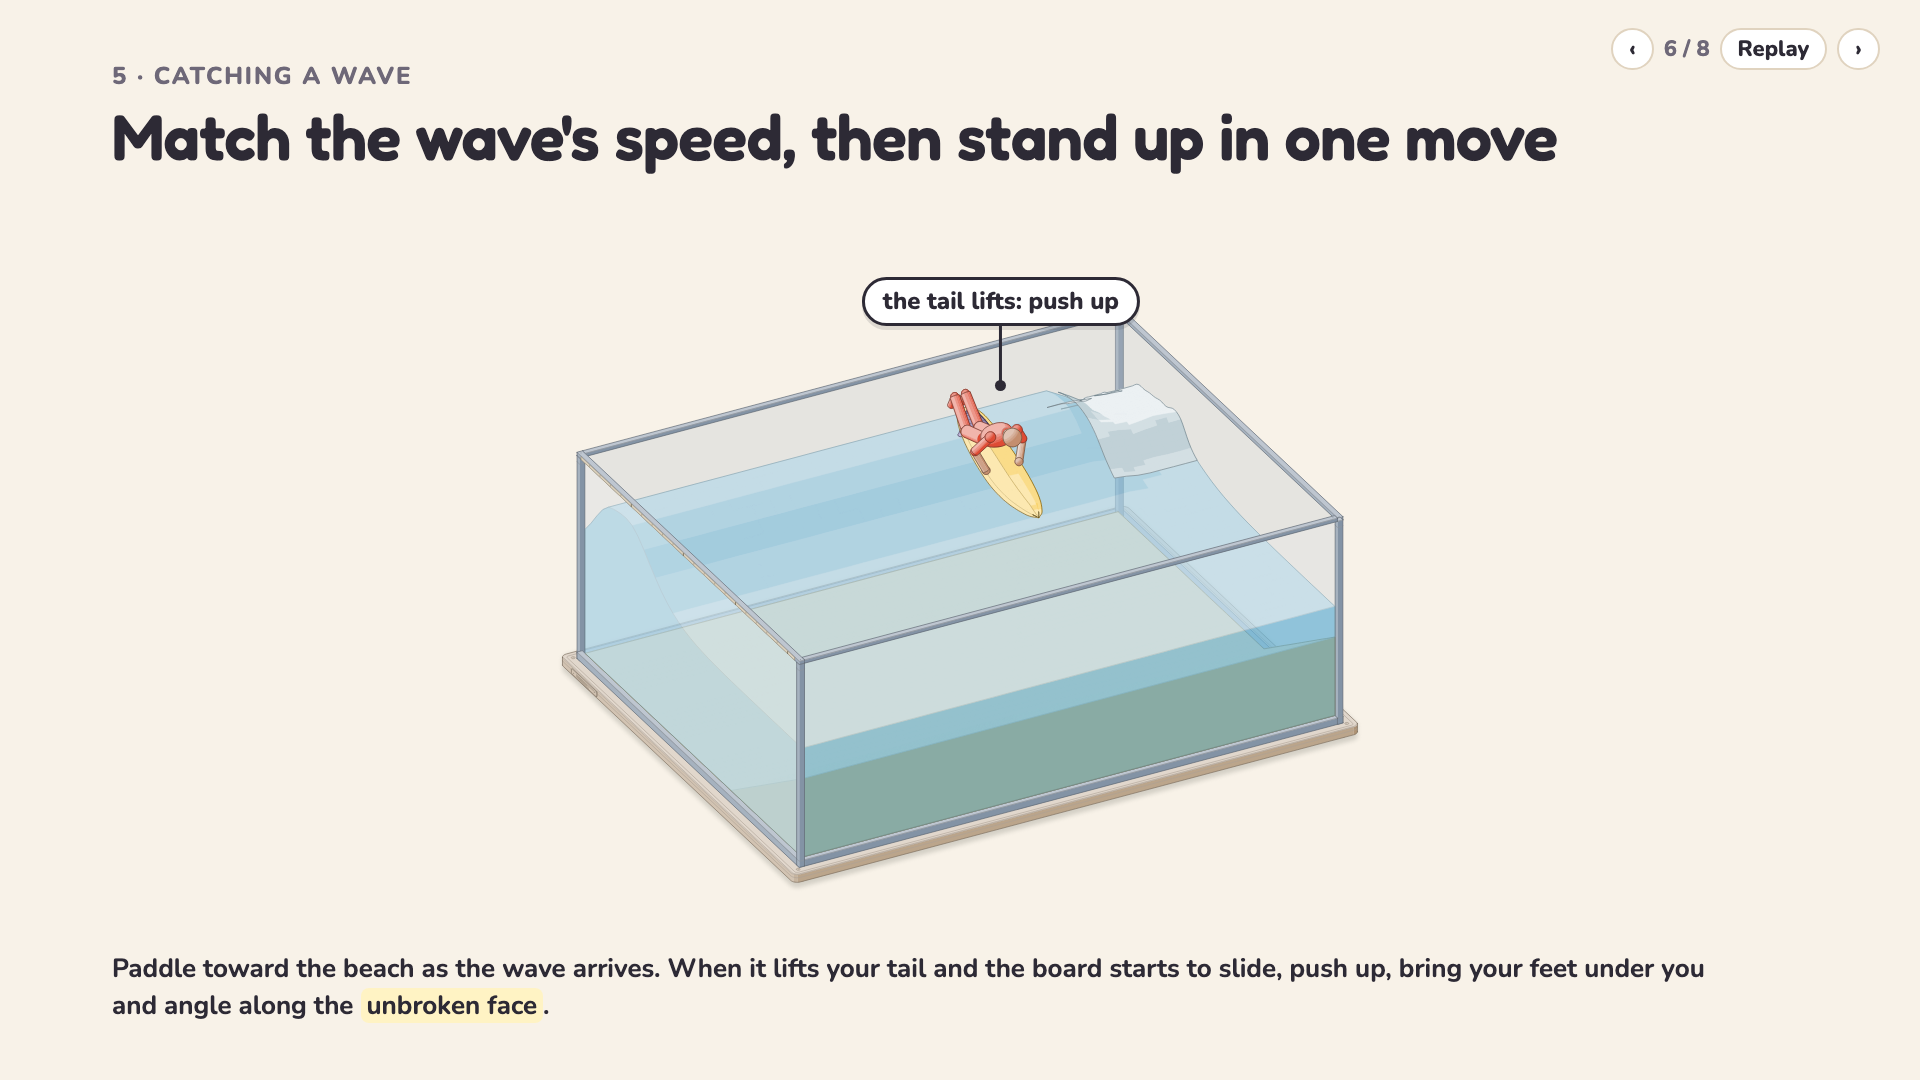 5 · CATCHING A WAVE
‹ 6 / 8 Replay ›
Match the wave's speed, then stand up in one move
the tail lifts: push up
Paddle toward the beach as the wave arrives. When it lifts your tail and the board starts to slide, push up, bring your feet under you
and angle along the unbroken face.